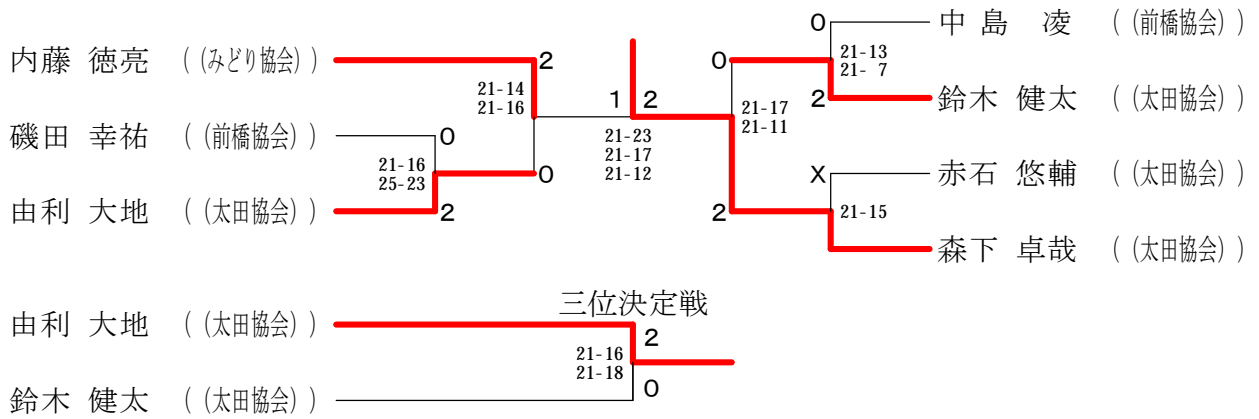 内藤 徳亮 ( (みどり協会) )
2
21-14
21-16
磯田 幸祐 ( (前橋協会) )
0
21-16
25-23
0
由利 大地 ( (太田協会) )
2
1 2
21-23
21-17
21-12
0
中島 凌 ( (前橋協会) )
21-13
21- 7
0
2
鈴木 健太 ( (太田協会) )
21-17
21-11
X
赤石 悠輔 ( (太田協会) )
21-15
2
森下 卓哉 ( (太田協会) )
三位決定戦
由利 大地 ( (太田協会) )
2
21-16
21-18
0
鈴木 健太 ( (太田協会) )